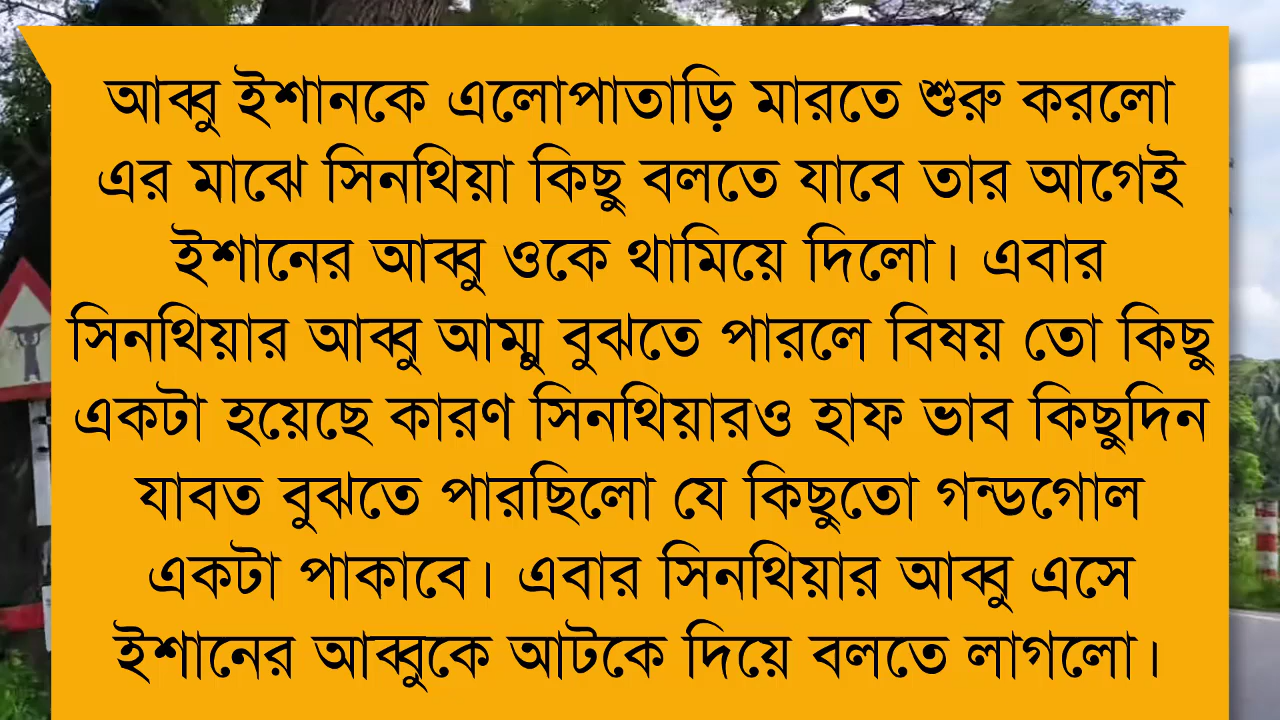 আব্বু ইশানকে এলোপাতাড়ি মারতে শুরু করলো
এর মাঝে সিনথিয়া কিছু বলতে যাবে তার আগেই
ইশানের আব্বু ওকে থামিয়ে দিলো। এবার
সিনথিয়ার আব্বু আম্মু বুঝতে পারলে বিষয় তো কিছু
একটা হয়েছে কারণ সিনথিয়ারও হাফ ভাব কিছুদিন
যাবত বুঝতে পারছিলো যে কিছুতো গন্ডগোল
একটা পাকাবে। এবার সিনথিয়ার আব্বু এসে
ইশানের আব্বুকে আটকে দিয়ে বলতে লাগলো।